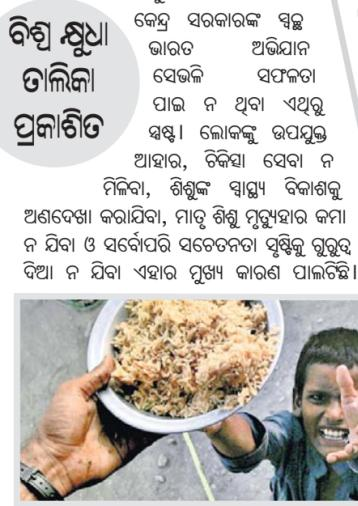 ବିଶ୍ୱ କ୍ଷୁଧା
ତାଲିକା
ପ୍ରକାଶିତ
କେନ୍ଦ୍ର ସରକାରଙ୍କ ସ୍ୱଚ୍ଛ
ଭାରତ ଅଭିଯାନ
ସେଭଳି ସଫଳତା
ପାଇ ନ ଥିବା ଏଥିରୁ
ସ୍ପଷ୍ଟ। ଲୋକଙ୍କୁ ଉପଯୁକ୍ତ
ଆହାର, ଚିକିତ୍ସା ସେବା ନ
ମିଳିବା, ଶିଶୁଙ୍କ ସ୍ୱାସ୍ଥ୍ୟ ବିକାଶକୁ
ଅଣଦେଖା କରାଯିବା, ମାତୃ ଶିଶୁ ମୃତ୍ୟୁହାର କମା
ନ ଯିବା ଓ ସର୍ବୋପରି ସଚେତନତା ସୃଷ୍ଟିକୁ ଗୁରୁତ୍ୱ
ଦିଆ ନ ଯିବା ଏହାର ମୁଖ୍ୟ କାରଣ ପାଲଟିଛି।